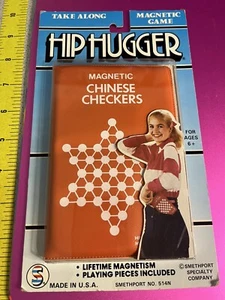 TAKE ALONG MAGNETIC GAME
HIP HUGGER
MAGNETIC
CHINESE
CHECKERS
FOR
AGES
6+
• LIFETIME MAGNETISM
• PLAYING PIECES INCLUDED
©SMETHPORT
SPECIALTY
COMPANY
MADE IN U.S.A.
SMETHPORT NO. 514N